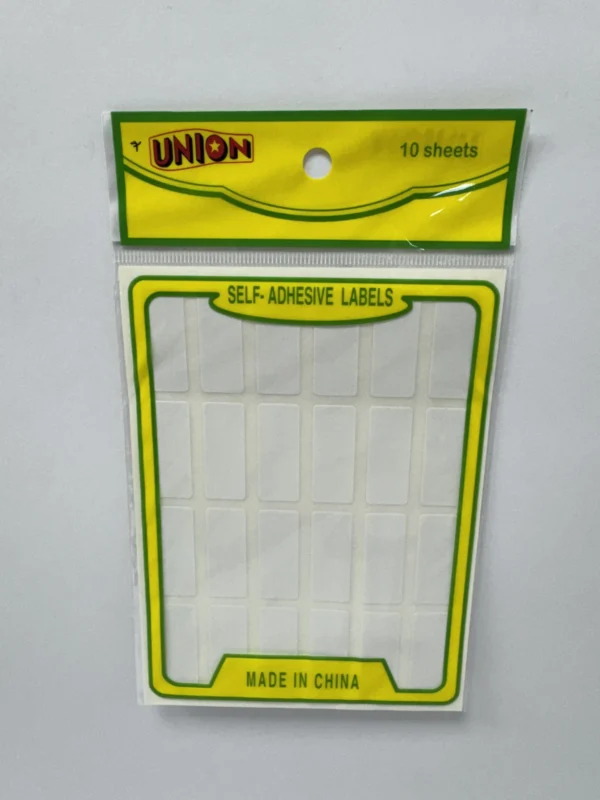 UNION
10 sheets
SELF-ADHESIVE LABELS
MADE IN CHINA